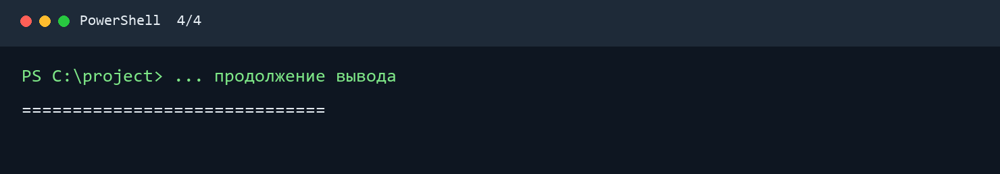 PowerShell  4/4
PS C:\project> ... продолжение вывода
==============================